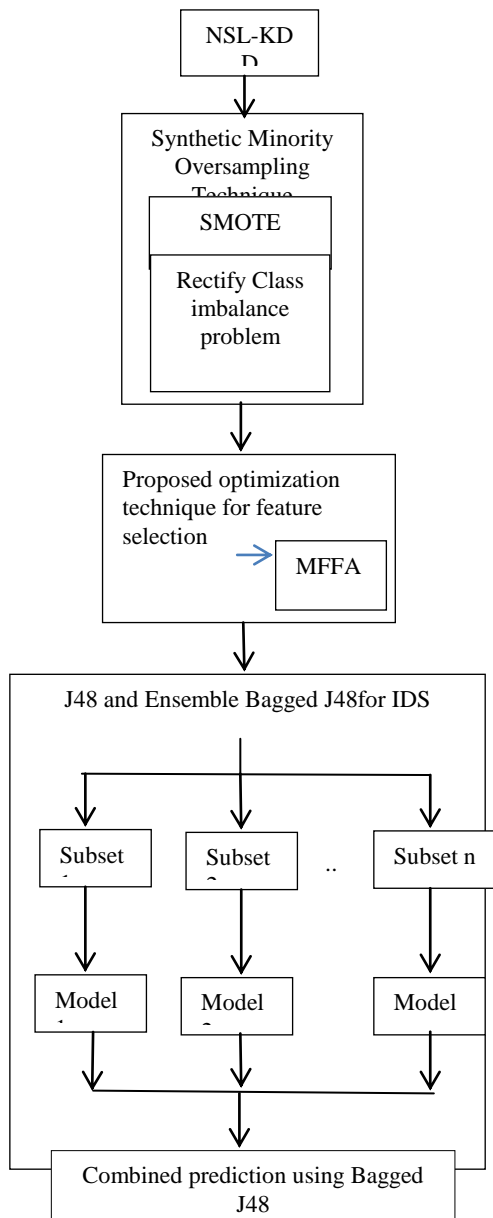 NSL-KD
D
Synthetic Minority
Oversampling
Technique
SMOTE
Rectify Class
imbalance
problem
Proposed optimization
technique for feature
selection
MFFA
J48 and Ensemble Bagged J48for IDS
Subset
Subset
..
Subset n
Model
Model
Model
Combined prediction using Bagged
J48